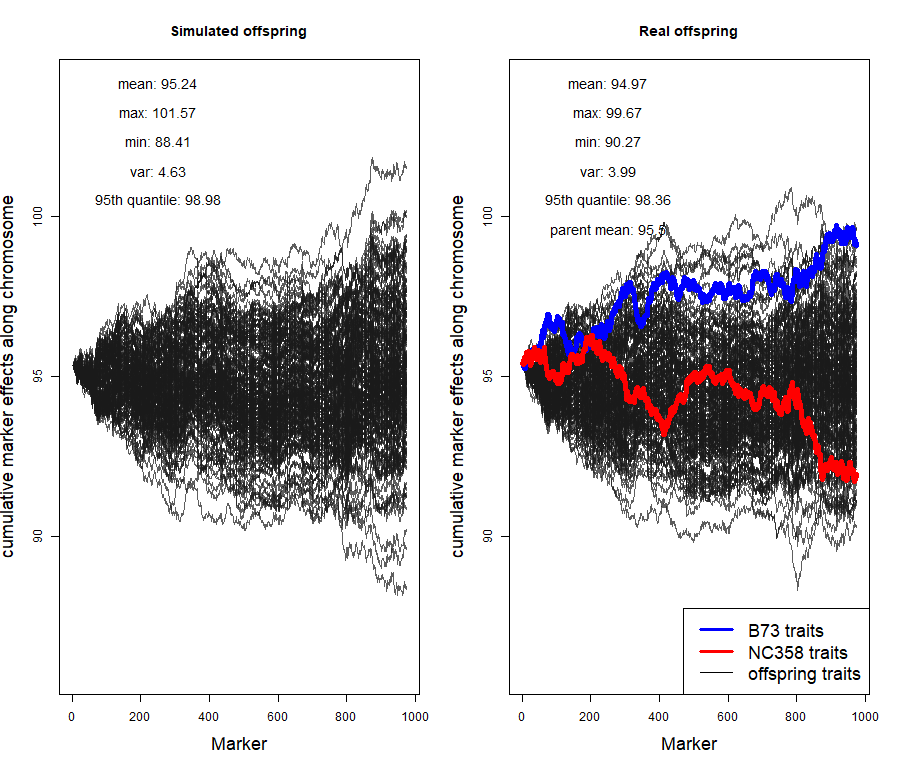 Simulated offspring
mean: 95.24
max: 101.57
min: 88.41
var: 4.63
95th quantile: 98.98
cumulative marker effects along chromosome
90
95
100
0 200 400 600 800 1000
Marker
Real offspring
mean: 94.97
max: 99.67
min: 90.27
var: 3.99
95th quantile: 98.36
parent mean: 95.5
cumulative marker effects along chromosome
90
95
100
B73 traits
NC358 traits
offspring traits
0 200 400 600 800 1000
Marker